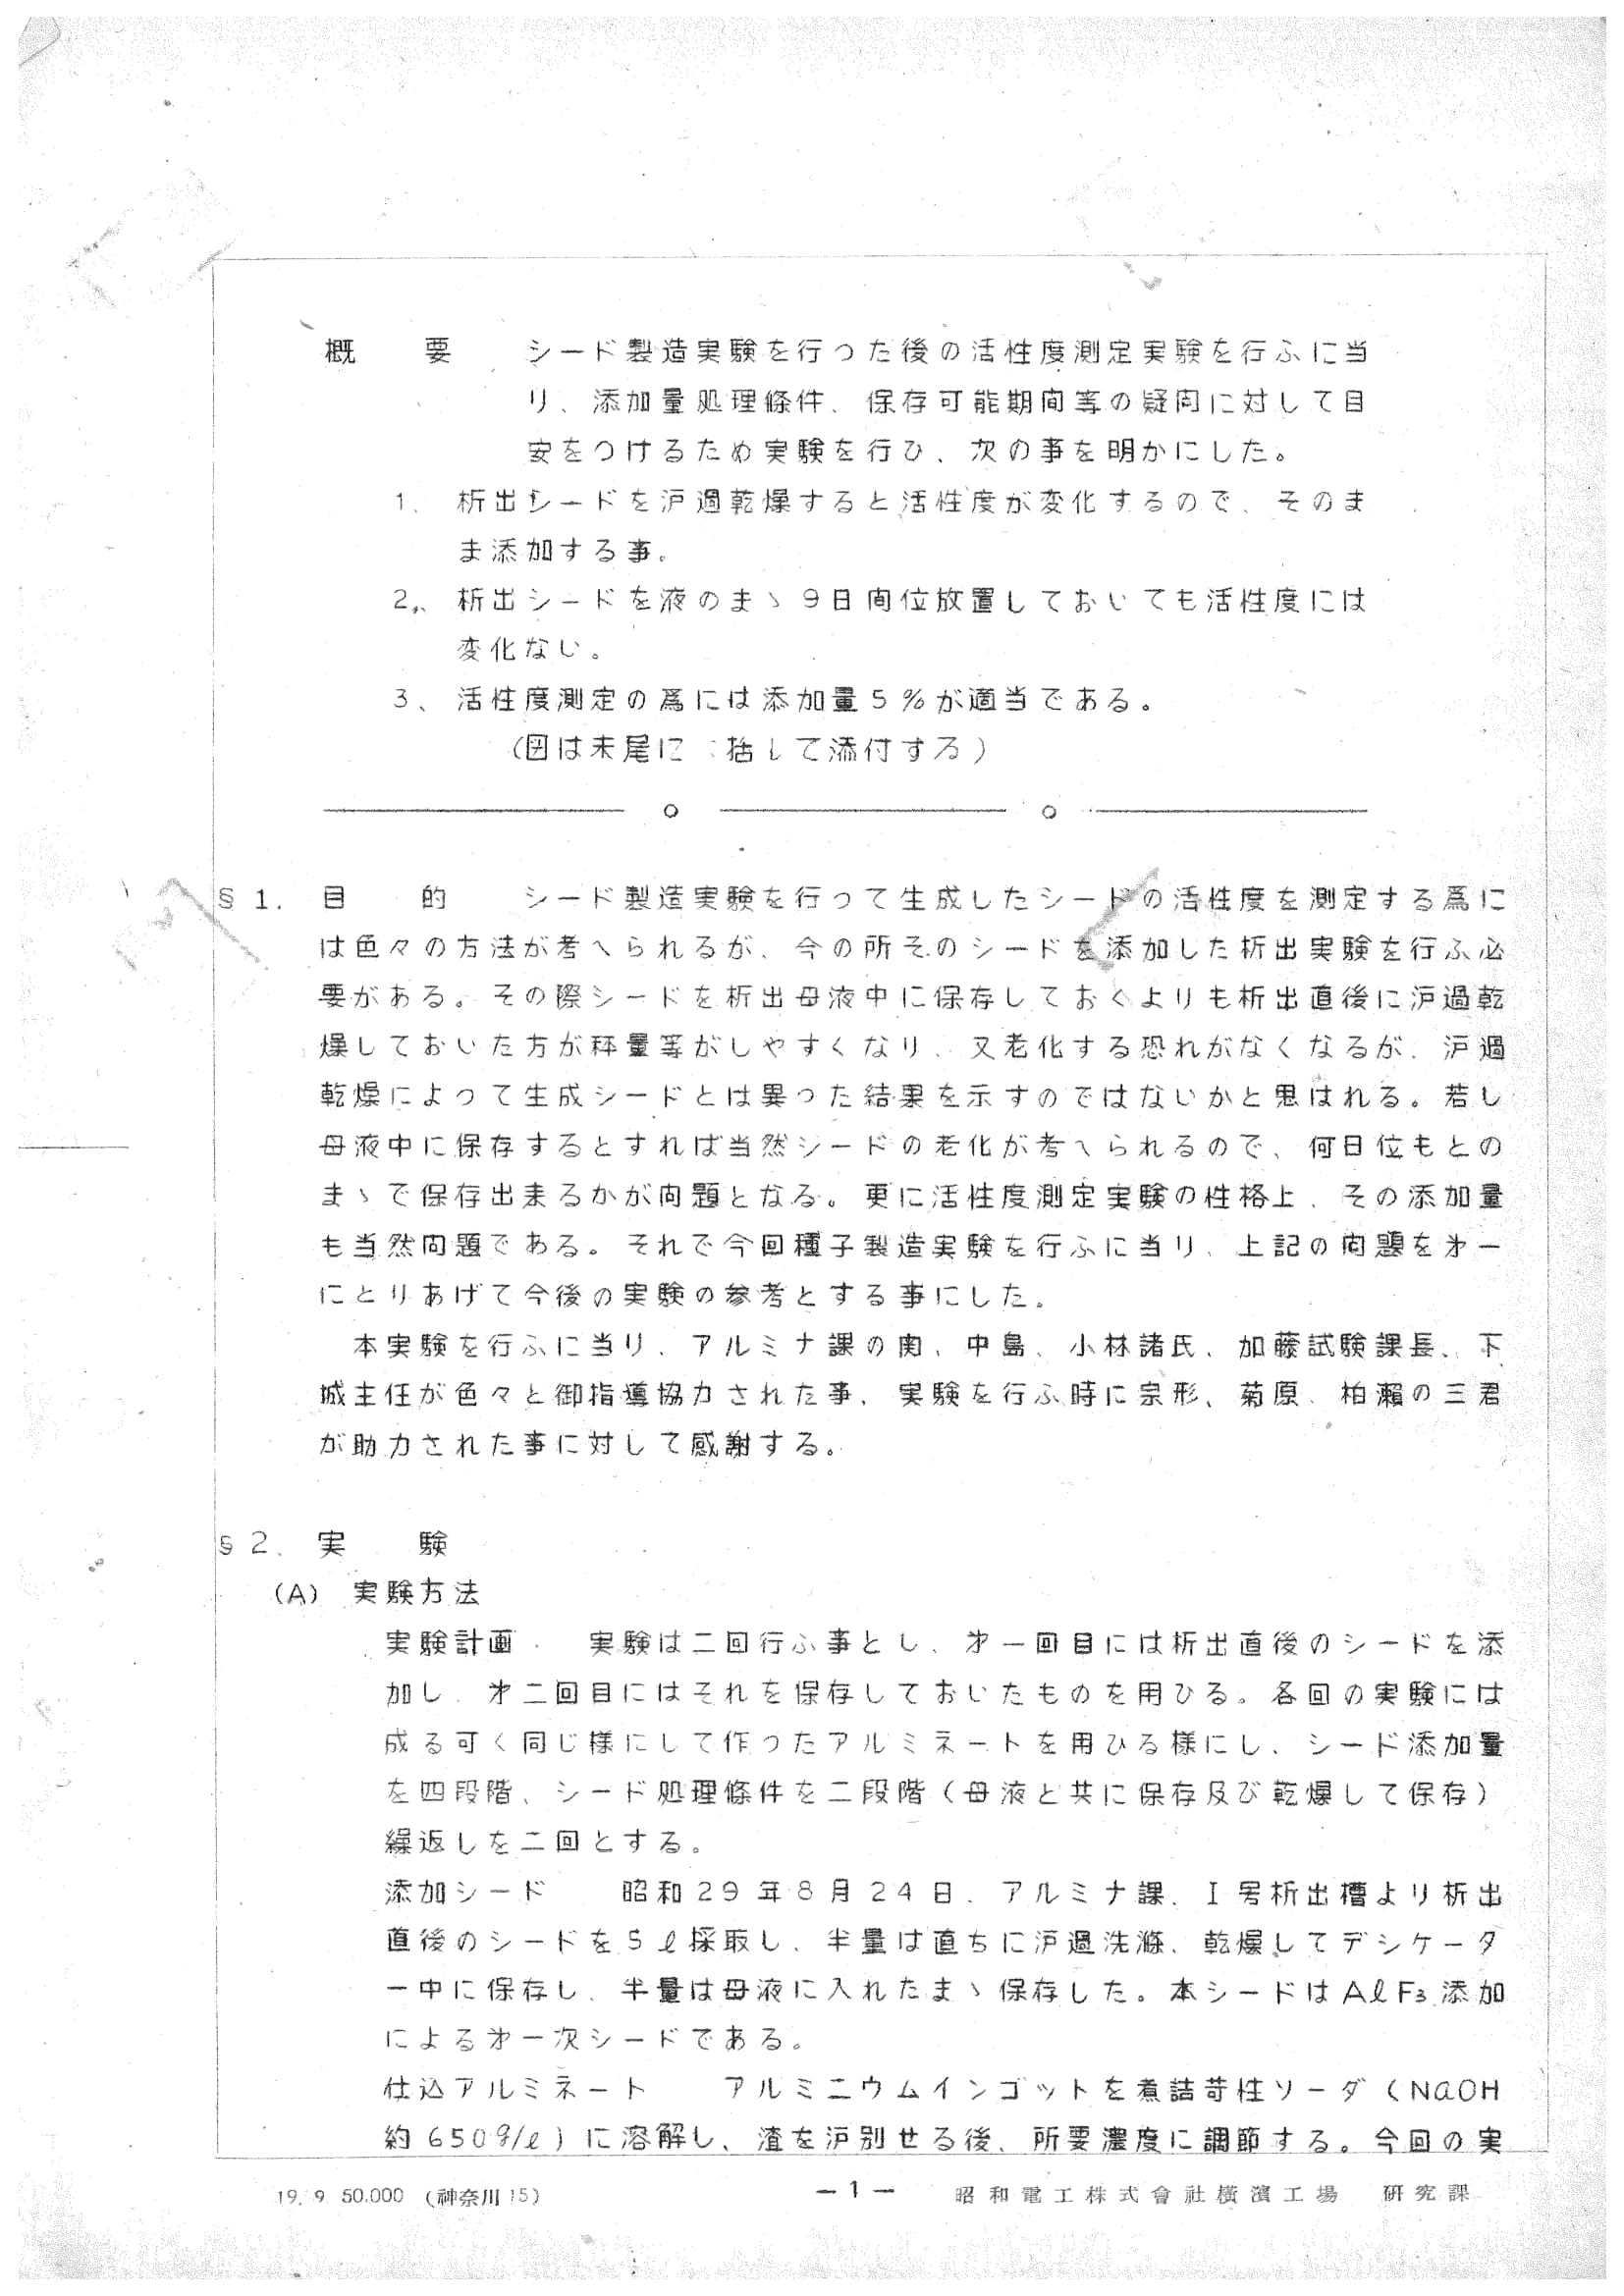 概　要　シード製造実験を行った後の活性度測定実験を行ふに当
り、添加量処理條件、保存可能期间等の疑问に対して目
安をつけるため実験を行ひ、次の事を明かにした。
1. 析出シードを沪過乾燥すると活性度が変化するので、そのま
ま添加する事。
2. 析出シードを液のまゝ9日间位放置しておいても活性度には
変化ない。
3、活性度測定の爲には添加量5%が適当である。
（図は末尾に 括して添付する）
§1. 目　的　シード製造実験を行って生成したシードの活性度を測定する爲に
は色々の方法が考へられるが、今の所そのシードを添加した析出実験を行ふ必
要がある。その際シードを析出母液中に保存しておくよりも析出直後に沪過乾
燥しておいた方が秤量等がしやすくなり、又老化する恐れがなくなるが、沪過
乾燥によって生成シードとは異った結果を示すのではないかと思はれる。若し
母液中に保存するとすれば当然シードの老化が考へられるので、何日位もとの
まゝで保存出来るかが问題となる。更に活性度測定実験の性格上、その添加量
も当然问題である。それで今回種子製造実験を行ふに当り、上記の问題を㐧一
にとりあげて今後の実験の参考とする事にした。
本実験を行ふに当り、アルミナ課の関、中島、小林諸氏、加藤試験課長、下
城主任が色々と御指導協力された事、実験を行ふ時に宗形、菊原、柏瀬の三君
が助力された事に対して感謝する。
§2、実　験
(A) 実験方法
実験計画　実験は二回行ふ事とし、㐧一回目には析出直後のシードを添
加し、㐧二回目にはそれを保存しておいたものを用ひる。各回の実験には
成る可く同じ様にして作ったアルミネートを用ひる様にし、シード添加量
を四段階、シード処理條件を二段階（母液と共に保存及び乾燥して保存）
繰返しを二回とする。
添加シード　昭和29年8月24日、アルミナ課、I号析出槽より析出
直後のシードを5ℓ採取し、半量は直ちに沪過洗滌、乾燥してデシケータ
ー中に保存し、半量は母液に入れたまゝ保存した。本シードはAℓF₃添加
による㐧一次シードである。
仕込アルミネート　アルミニウムインゴットを煮詰苛性ソーダ（NaOH
約650g/ℓ）に溶解し、渣を沪別せる後、所要濃度に調節する。今回の実
19. 9. 50,000 （神奈川15）　－1－　昭和電工株式會社横濱工場　研究課